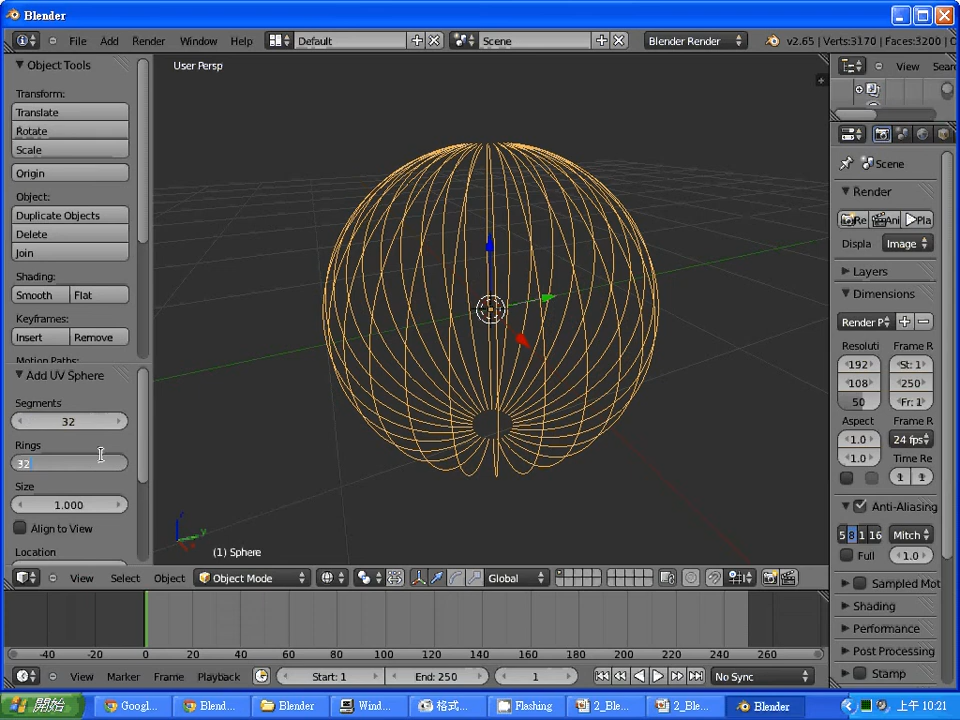 Blender
File Add Render Window Help Default Scene Blender Render v2.65 | Verts:3170 | Faces:3200 |
Object Tools
Transform:
Translate
Rotate
Scale
Origin
Object:
Duplicate Objects
Delete
Join
Shading:
Smooth Flat
Keyframes:
Insert Remove
Motion Paths:
Add UV Sphere
Segments
32
Rings
32
Size
1.000
Align to View
Location
User Persp
z
y
(1) Sphere
View Select Object Object Mode Global
-40 -20 0 20 40 60 80 100 120 140 160 180 200 220 240 260
View Marker Frame Playback Start: 1 End: 250 1 No Sync
View Sear
Scene
Render
Re Ani Pla
Displa Image
Layers
Dimensions
Render P
Resoluti Frame R
192 St: 1
108 250
50 Fr: 1
Aspect Frame R
1.0 24 fps
1.0 Time Re
1 1
Anti-Aliasing
5 8 1 16 Mitch
Full 1.0
Sampled Mot
Shading
Performance
Post Processing
Stamp
開始 Googl... Blend... Blender Wind... 格式... Flashing 2_Ble... 2_Ble... Blender 上午 10:21